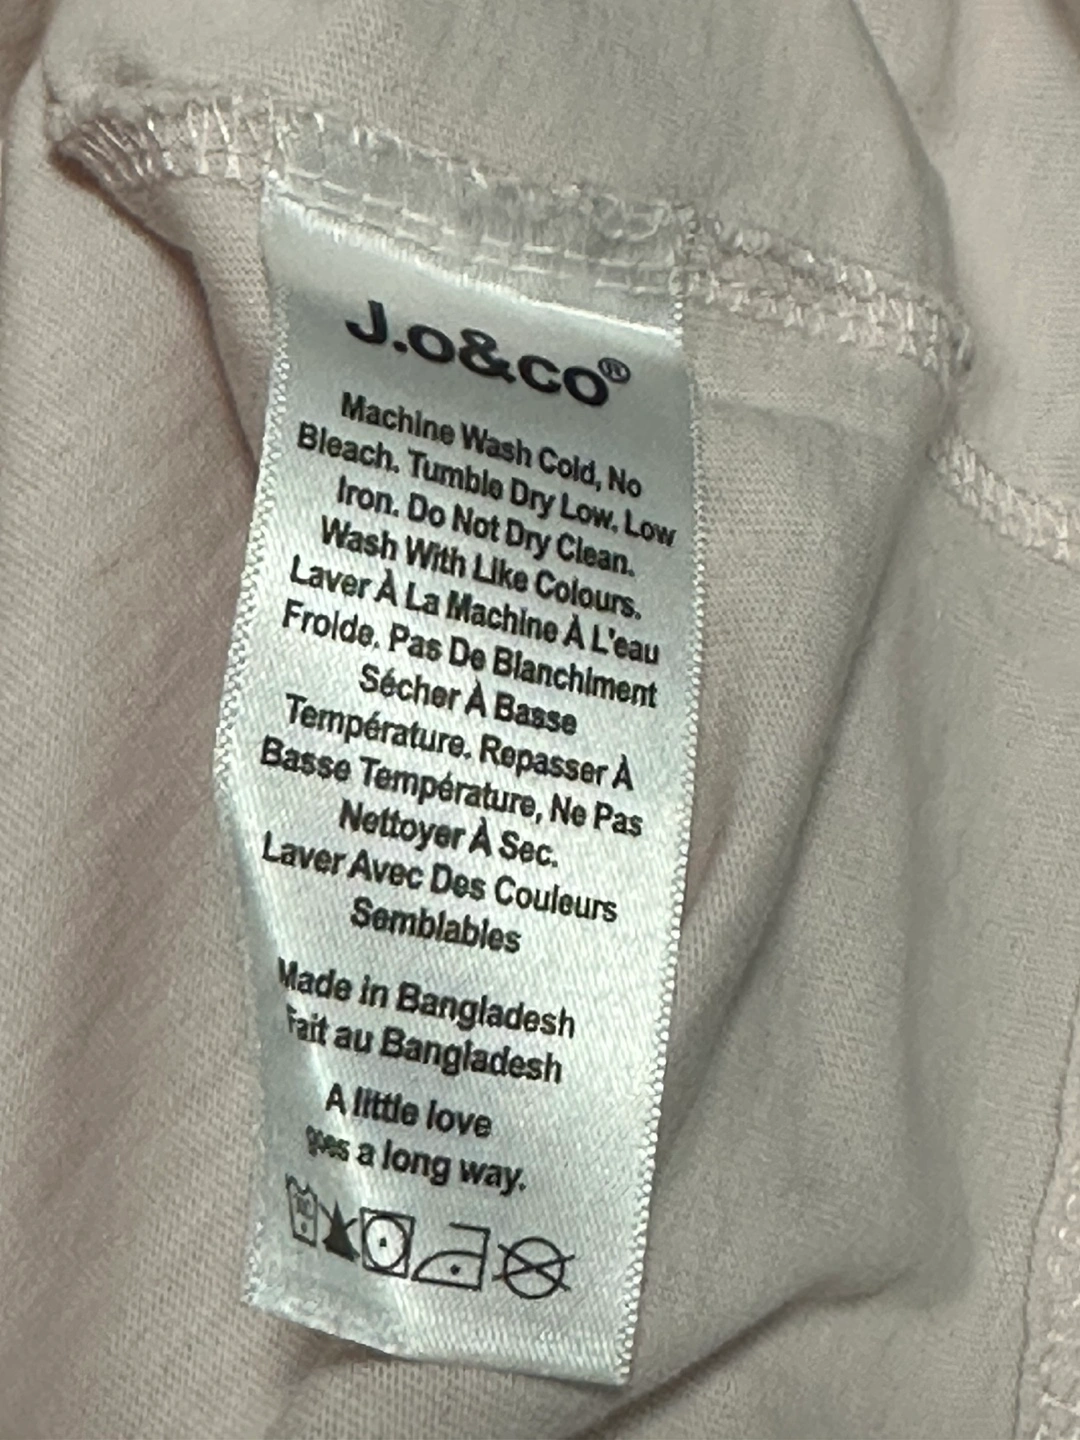 J.o&co®
Machine Wash Cold, No
Bleach. Tumble Dry Low. Low
Iron. Do Not Dry Clean.
Wash With Like Colours.
Laver À La Machine À L'eau
Froide. Pas De Blanchiment
Sécher À Basse
Température. Repasser À
Basse Température, Ne Pas
Nettoyer À Sec.
Laver Avec Des Couleurs
Semblables
Made in Bangladesh
Fait au Bangladesh
A little love
goes a long way.